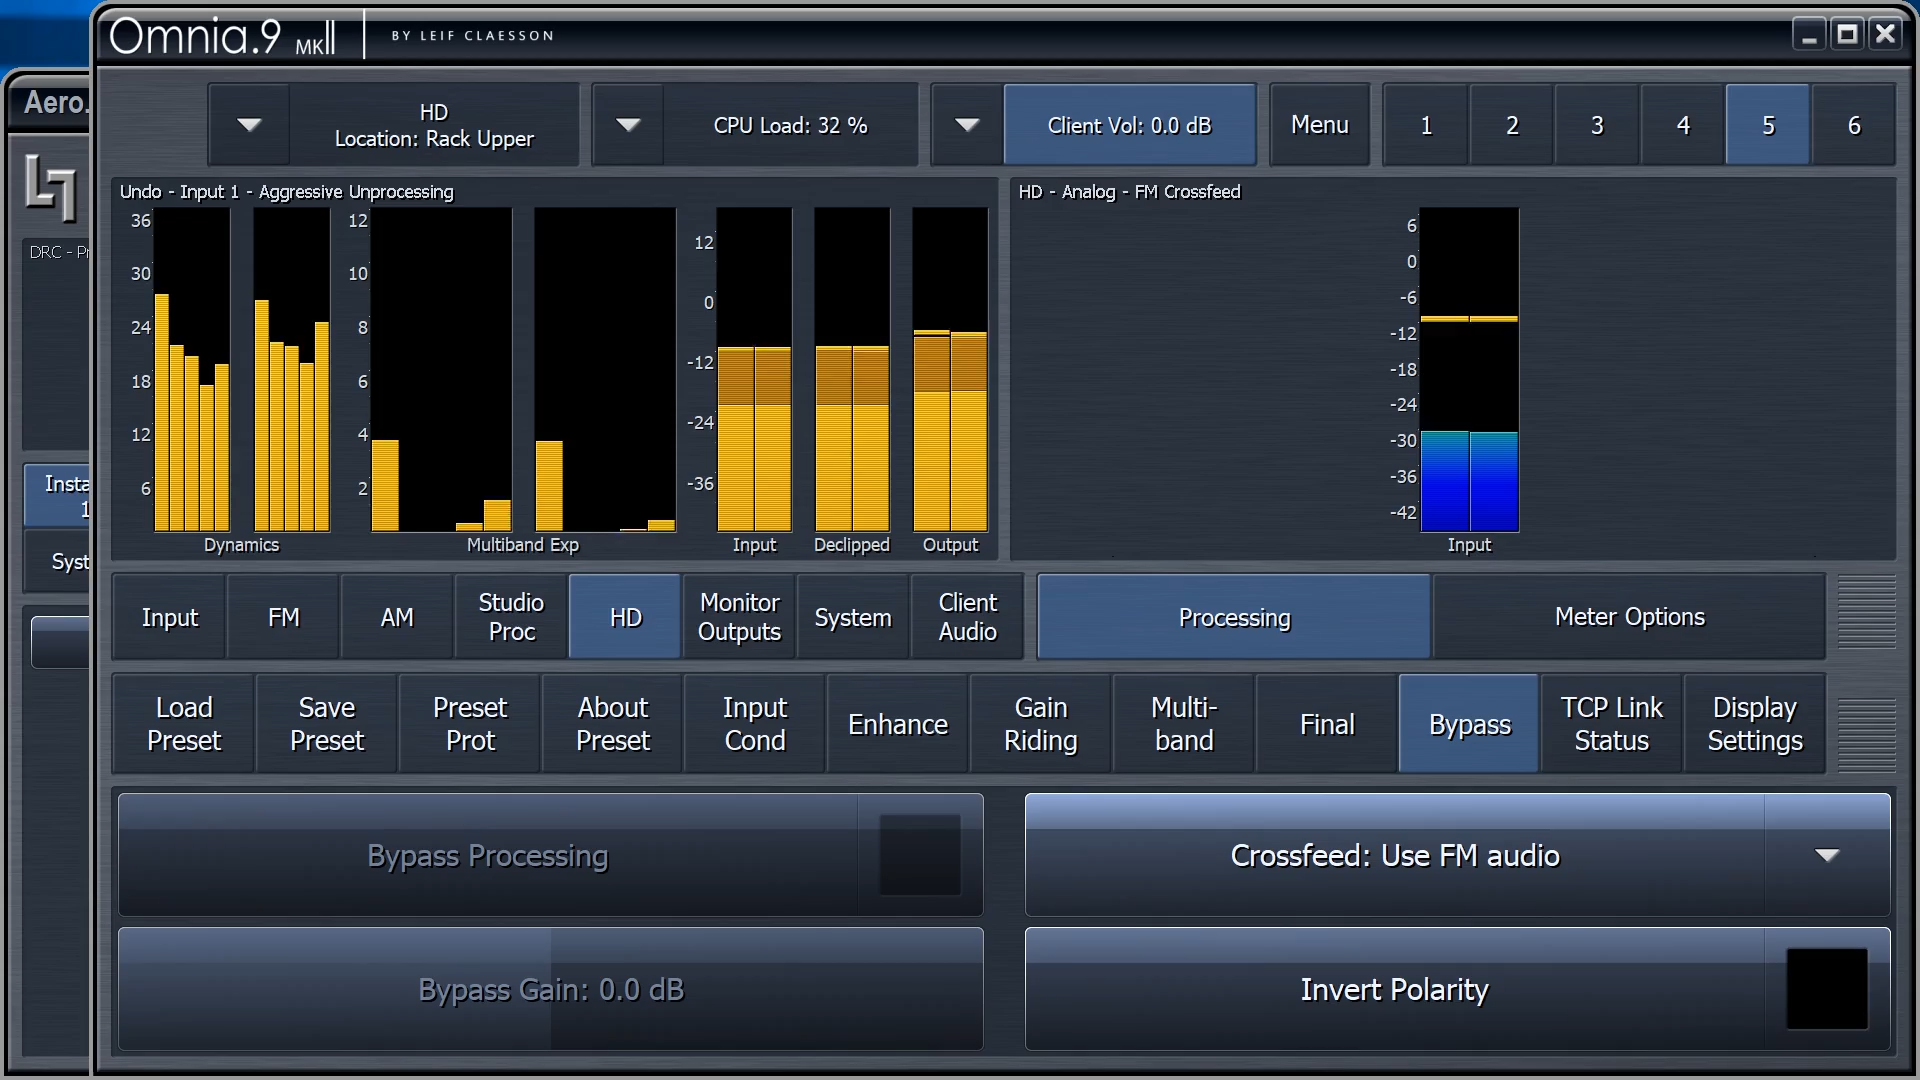 Omnia.9 MKII
BY LEIF CLAESSON
Aero.
HD
Location: Rack Upper
CPU Load: 32 %
Client Vol: 0.0 dB
Menu
1
2
3
4
5
6
Undo - Input 1 - Aggressive Unprocessing
36
30
24
18
12
6
Dynamics
12
10
8
6
4
2
Multiband Exp
12
0
-12
-24
-36
Input
Declipped
Output
HD - Analog - FM Crossfeed
6
0
-6
-12
-18
-24
-30
-36
-42
Input
DRC - Pr
Insta
1
Syst
Input
FM
AM
Studio
Proc
HD
Monitor
Outputs
System
Client
Audio
Processing
Meter Options
Load
Preset
Save
Preset
Preset
Prot
About
Preset
Input
Cond
Enhance
Gain
Riding
Multi-
band
Final
Bypass
TCP Link
Status
Display
Settings
Bypass Processing
Crossfeed: Use FM audio
Bypass Gain: 0.0 dB
Invert Polarity